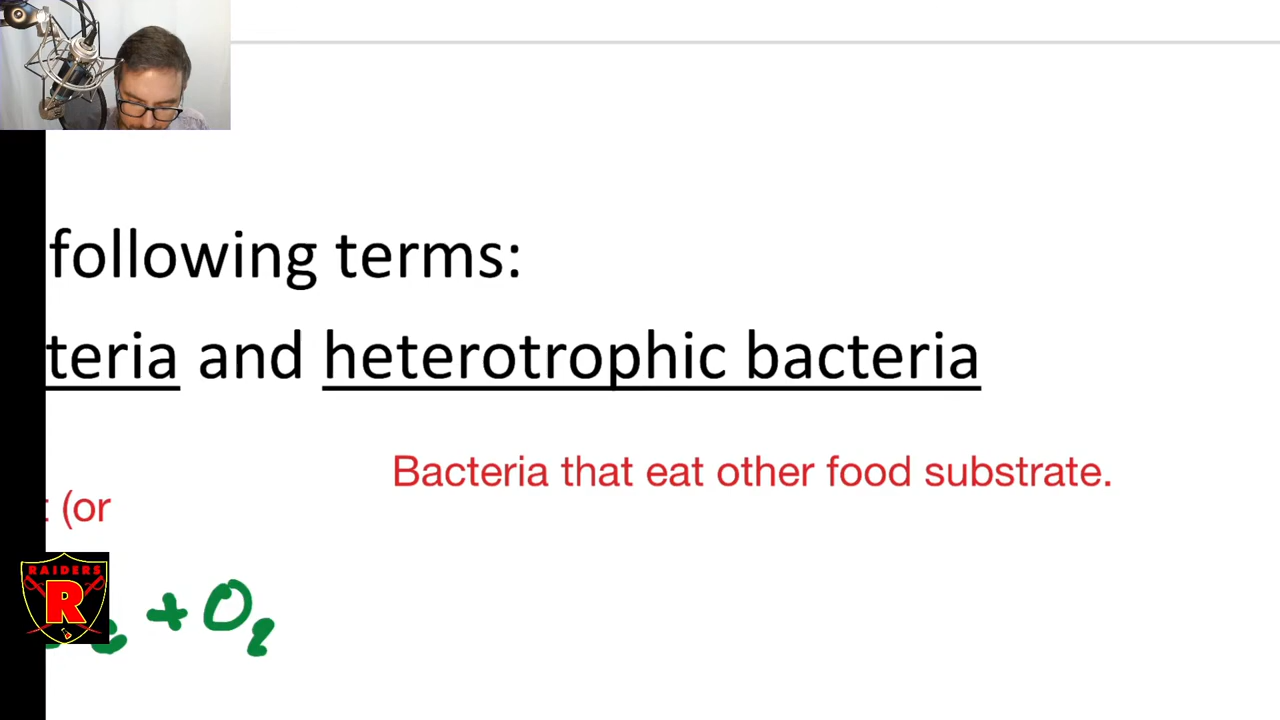 following terms:
teria and heterotrophic bacteria
Bacteria that eat other food substrate.
(or
RAIDERS
R
+ O2